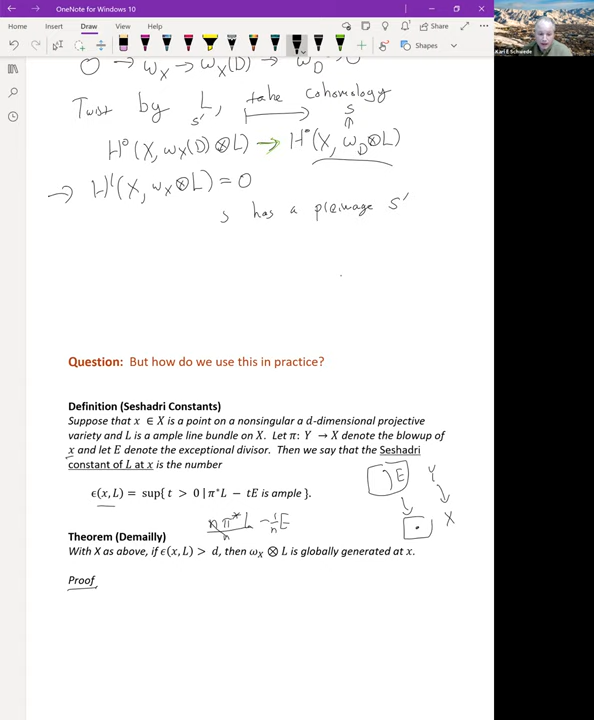 OneNote for Windows 10
Home Insert Draw View Help
Shapes
Karl E Schwede
0 → ω_X → ω_X(D) → ω_D → 0
Twist by L, take cohomology
s' s
H⁰(X, ω_X(D) ⊗ L) → H⁰(X, ω_D ⊗ L)
→ H¹(X, ω_X ⊗ L) = 0
s has a preimage s'
Question: But how do we use this in practice?
Definition (Seshadri Constants)
Suppose that x ∈ X is a point on a nonsingular a d-dimensional projective
variety and L is a ample line bundle on X. Let π: Y → X denote the blowup of
x and let E denote the exceptional divisor. Then we say that the Seshadri
constant of L at x is the number
E Y
ϵ(x, L) = sup{ t > 0 | π*L − tE is ample }.
X
n π* L − 1/n E
n
Theorem (Demailly)
With X as above, if ϵ(x, L) > d, then ω_X ⊗ L is globally generated at x.
Proof